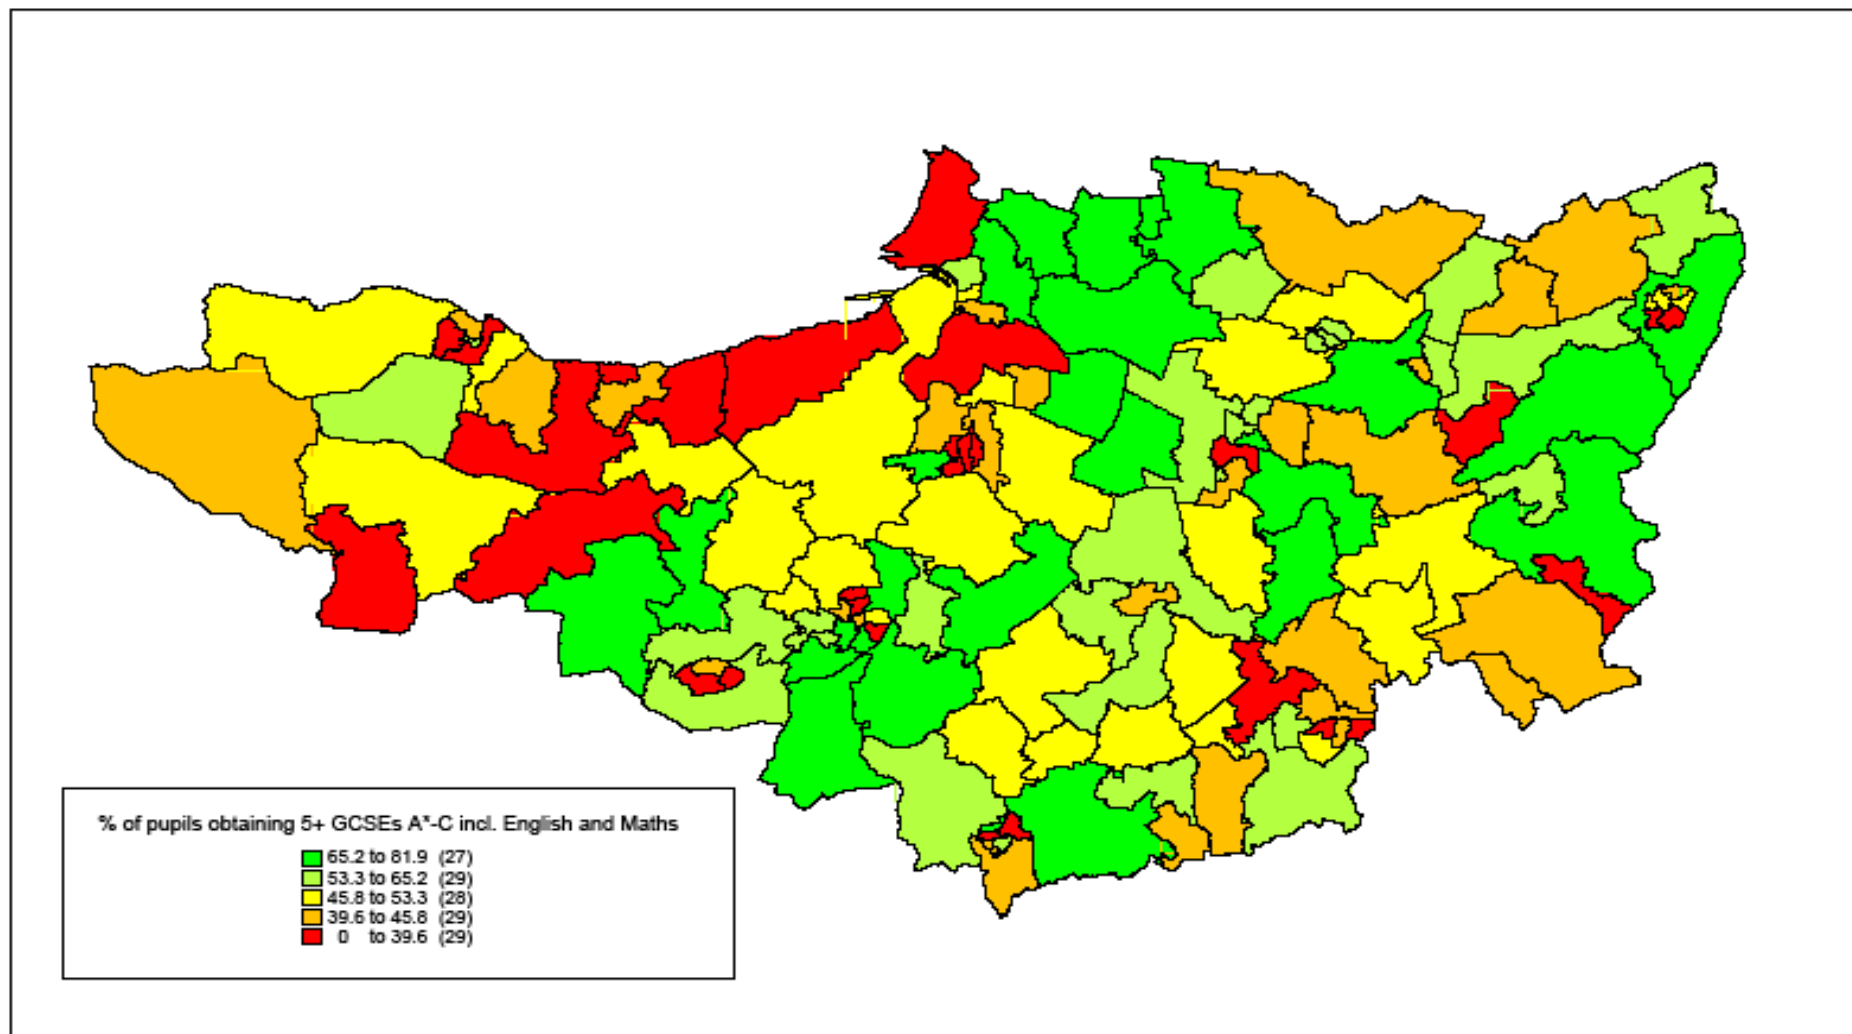 % of pupils obtaining 5+ GCSEs A*-C incl. English and Maths
65.2 to 81.9 (27)
53.3 to 65.2 (29)
45.8 to 53.3 (28)
39.6 to 45.8 (29)
0 to 39.6 (29)